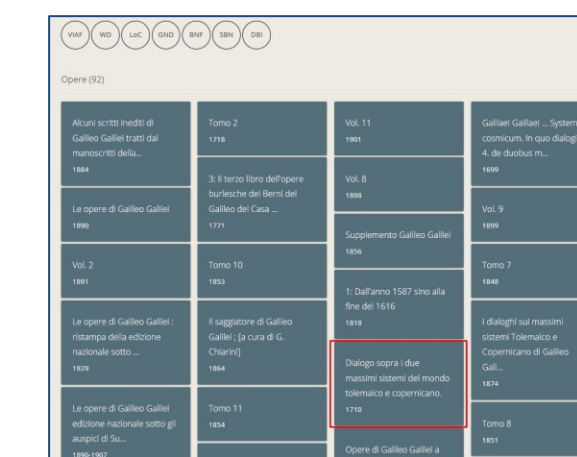 VIAF
WD
LoC
GND
BNF
SBN
DBI
Opere (92)
Alcuni scritti inediti di
Galileo Galilei tratti dai
manoscritti della...
1884
Le opere di Galileo Galilei
1890
Vol. 2
1891
Le opere di Galileo Galilei :
ristampa della edizione
nazionale sotto ...
1929
Le opere di Galileo Galilei
edizione nazionale sotto gli
auspici di Su...
1890-1907
Tomo 2
1718
3: Il terzo libro dell'opere
burlesche del Berni del
Galileo del Casa ...
1771
Tomo 10
1853
Il saggiatore di Galileo
Galilei ; [a cura di G.
Chiarini]
1864
Tomo 11
1854
Vol. 11
1901
Vol. 8
1898
Supplemento Galileo Galilei
1856
1: Dall'anno 1587 sino alla
fine del 1616
1818
Dialogo sopra i due
massimi sistemi del mondo
tolemaico e copernicano.
1710
Opere di Galileo Galilei a
Galilaei Galilaei ... System
cosmicum. In quo dialogi
4. de duobus m...
1699
Vol. 9
1899
Tomo 7
1848
I dialoghi sui massimi
sistemi Tolemaico e
Copernicano di Galileo
Gali...
1874
Tomo 8
1851